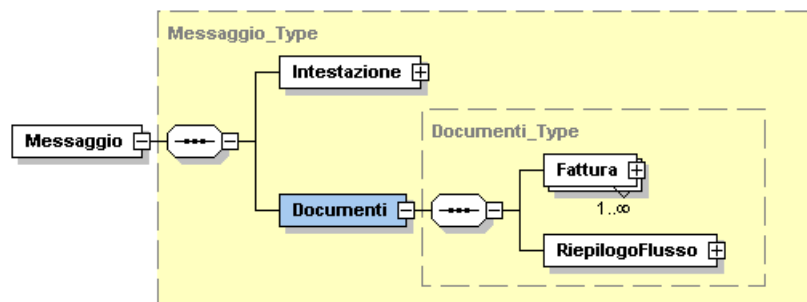 Messaggio_Type
Intestazione
Messaggio
Documenti_Type
Fattura
1..∞
Documenti
RiepilogoFlusso